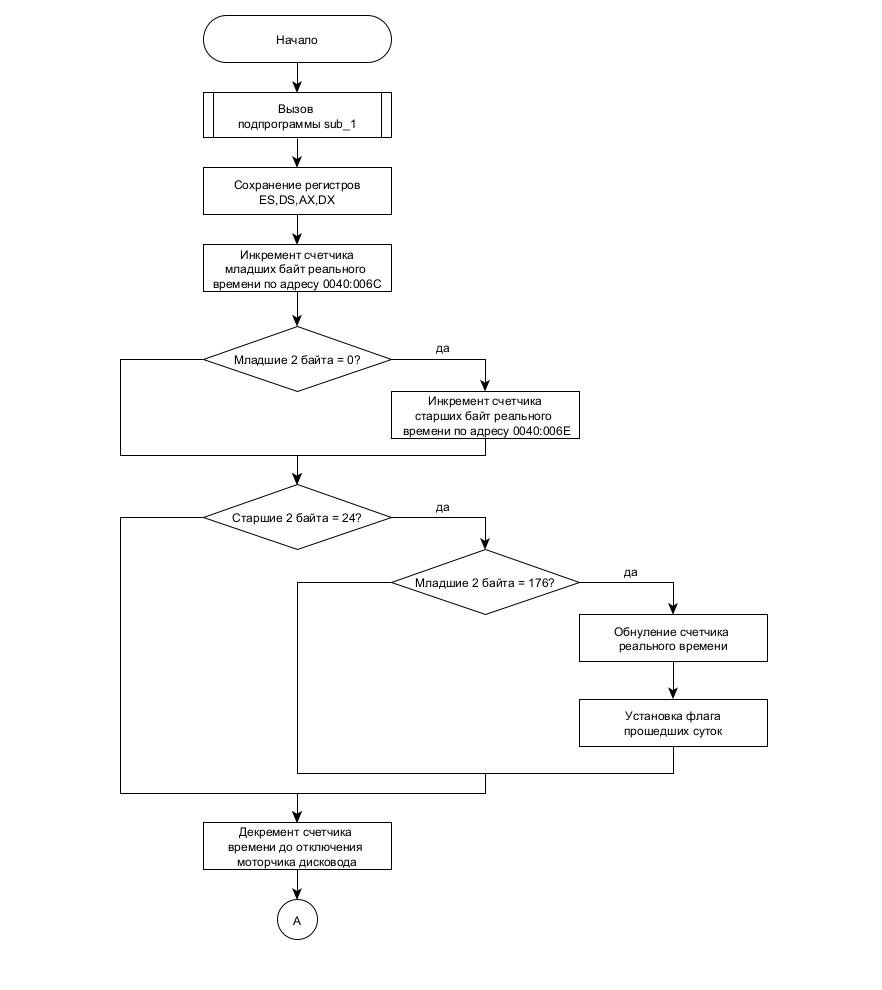 Начало
Вызов
подпрограммы sub_1
Сохранение регистров
ES,DS,AX,DX
Инкремент счетчика
младших байт реального
времени по адресу 0040:006C
Младшие 2 байта = 0?
да
Инкремент счетчика
старших байт реального
времени по адресу 0040:006E
Старшие 2 байта = 24?
да
Младшие 2 байта = 176?
да
Обнуление счетчика
реального времени
Установка флага
прошедших суток
Декремент счетчика
времени до отключения
моторчика дисковода
А